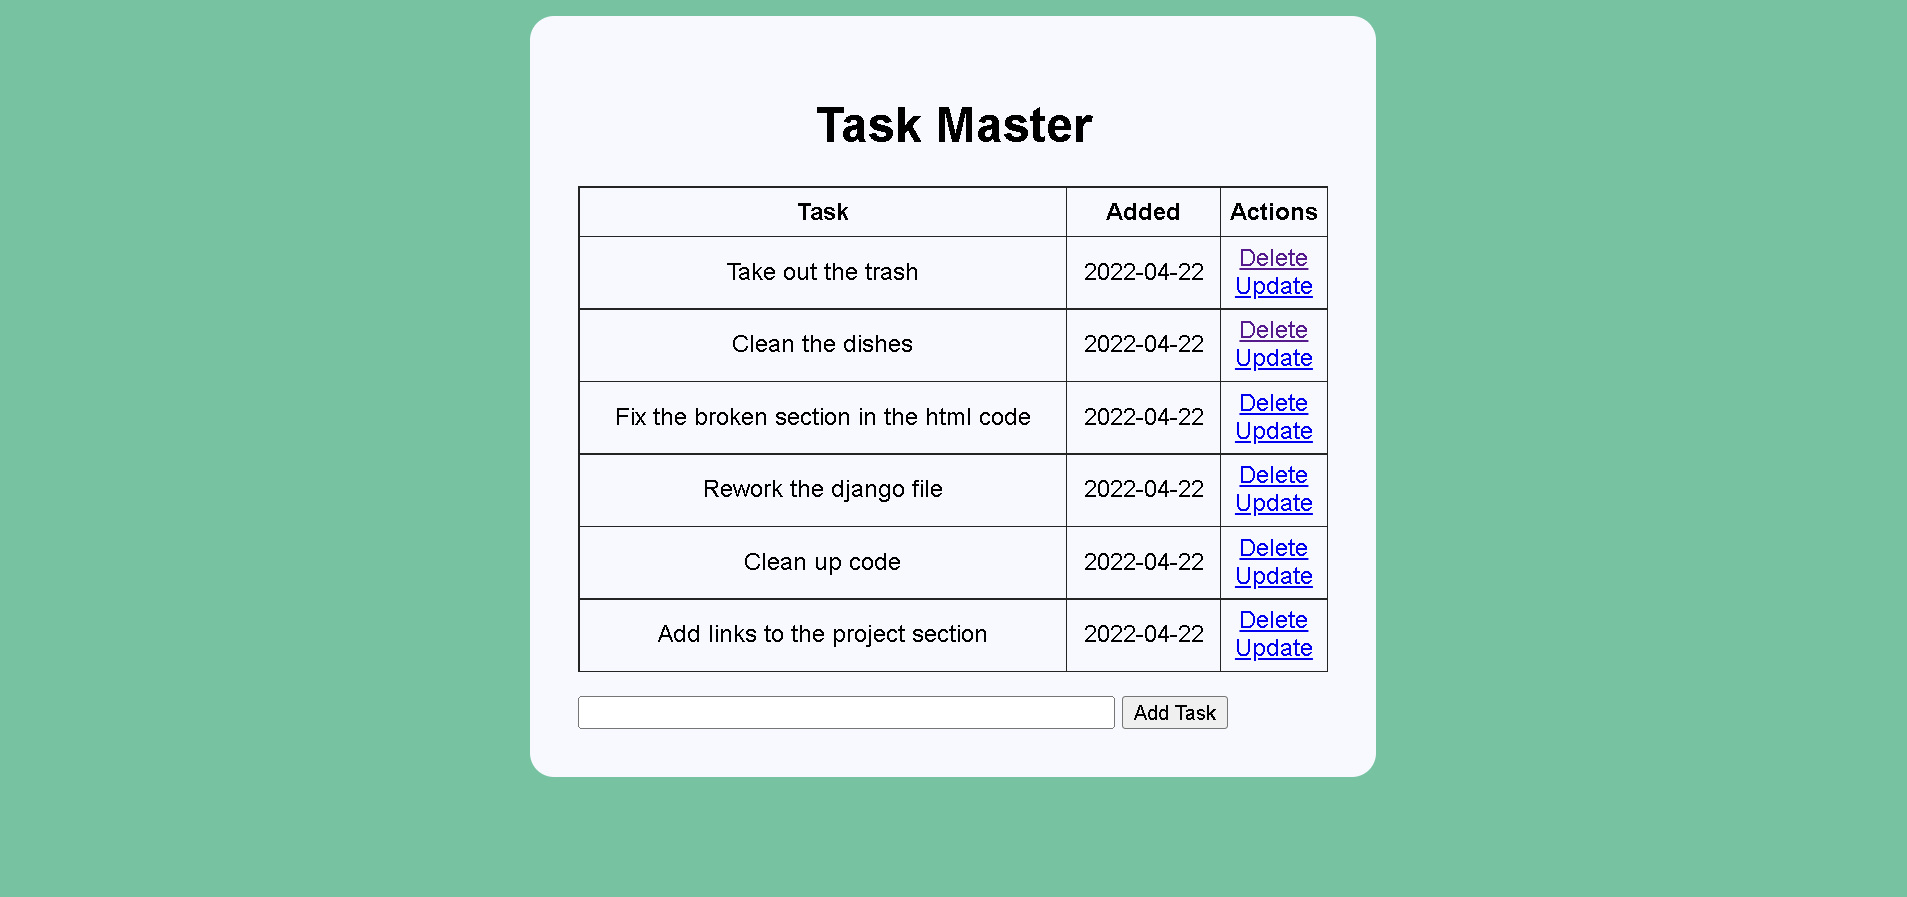 Task Master
Task Added Actions
Take out the trash 2022-04-22 Delete
Update
Clean the dishes 2022-04-22 Delete
Update
Fix the broken section in the html code 2022-04-22 Delete
Update
Rework the django file 2022-04-22 Delete
Update
Clean up code 2022-04-22 Delete
Update
Add links to the project section 2022-04-22 Delete
Update
Add Task